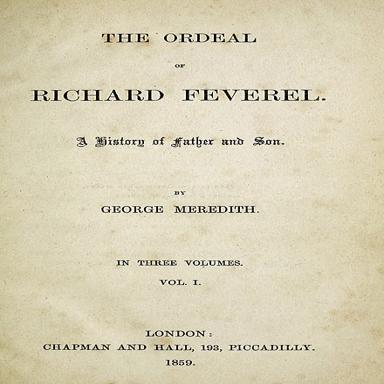 THE ORDEAL
OF
RICHARD FEVEREL.
A History of Father and Son.
BY
GEORGE MEREDITH.
IN THREE VOLUMES.
VOL. I.
LONDON:
CHAPMAN AND HALL, 193, PICCADILLY.
1859.